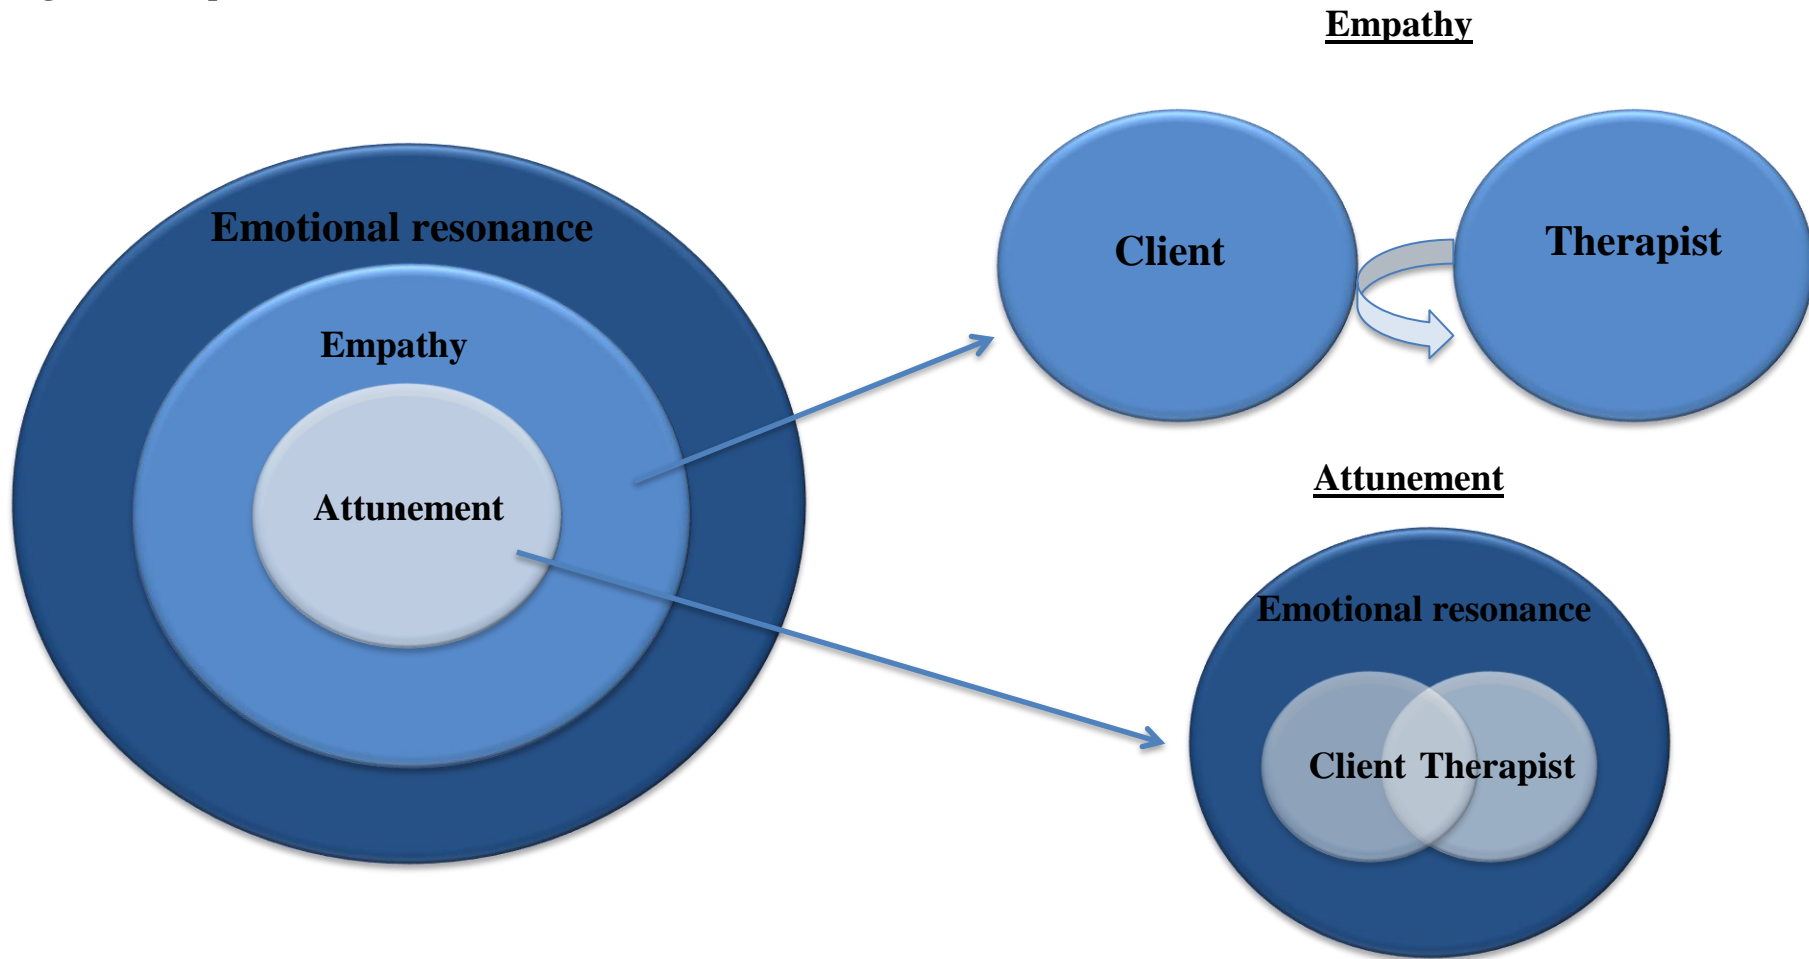 Empathy
Emotional resonance
Empathy
Attunement
Client
Therapist
Attunement
Emotional resonance
Client Therapist